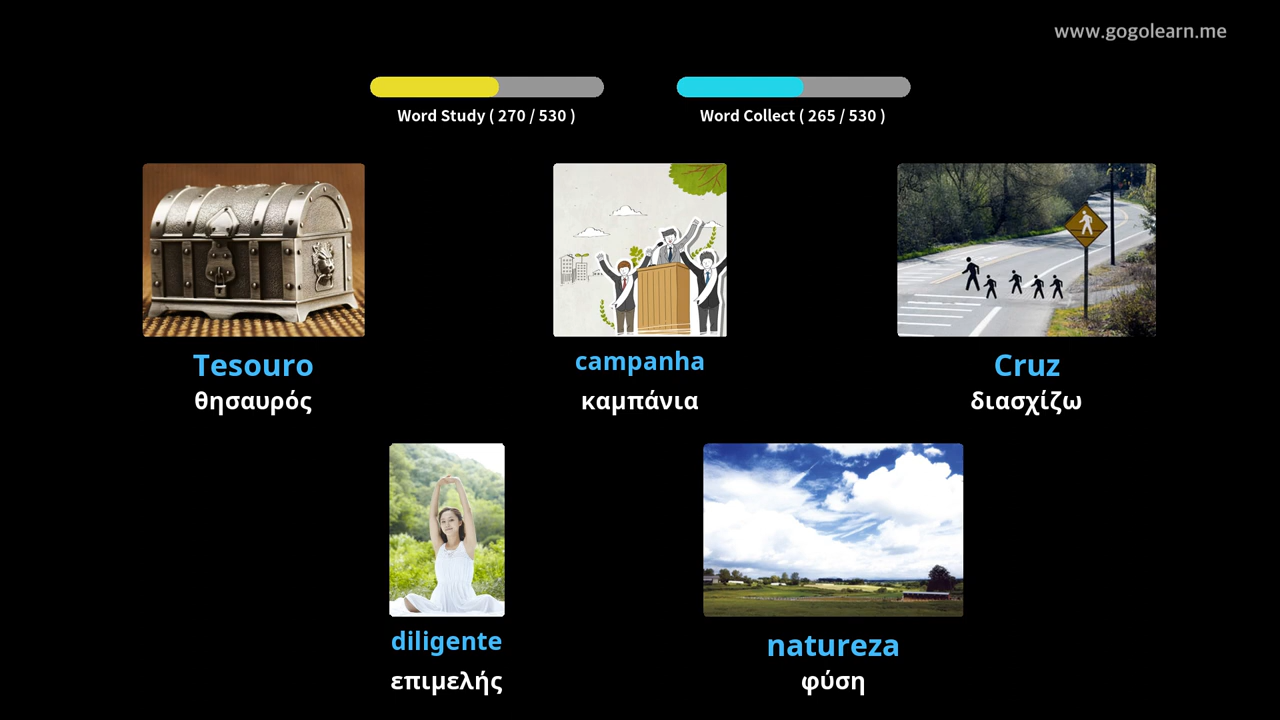 www.gogolearn.me
Word Study ( 270 / 530 )
Word Collect ( 265 / 530 )
Tesouro
θησαυρός
campanha
καμπάνια
Cruz
διασχίζω
diligente
επιμελής
natureza
φύση